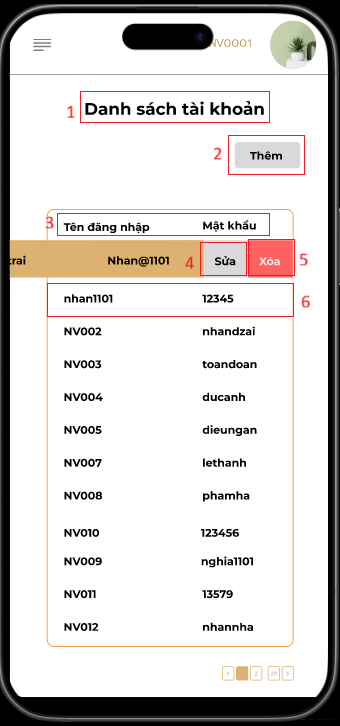 NV0001
1 Danh sách tài khoản
2 Thêm
3 Tên đăng nhập Mật khẩu
trai Nhan@1101 4 Sửa Xóa 5
nhan1101 12345 6
NV002 nhandzai
NV003 toandoan
NV004 ducanh
NV005 dieungan
NV007 lethanh
NV008 phamha
NV010 123456
NV009 nghia1101
NV011 13579
NV012 nhannha
< 1 2 20 >